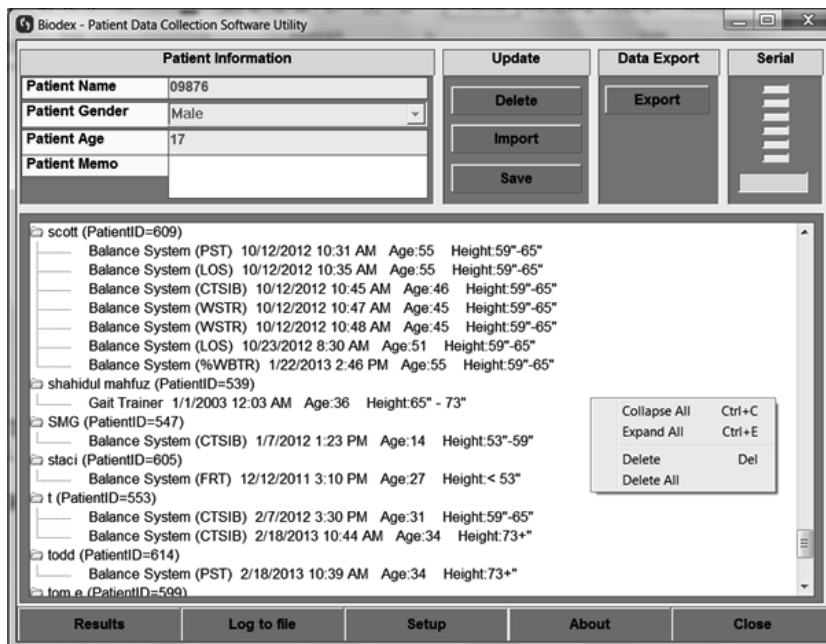 Biodex - Patient Data Collection Software Utility
Patient Information
Update
Data Export
Serial
Patient Name 09876
Patient Gender Male
Patient Age 17
Patient Memo
Delete
Import
Save
Export
scott (PatientID=609)
Balance System (PST) 10/12/2012 10:31 AM Age:55 Height:59"-65"
Balance System (LOS) 10/12/2012 10:35 AM Age:55 Height:59"-65"
Balance System (CTSIB) 10/12/2012 10:45 AM Age:46 Height:59"-65"
Balance System (WSTR) 10/12/2012 10:47 AM Age:45 Height:59"-65"
Balance System (WSTR) 10/12/2012 10:48 AM Age:45 Height:59"-65"
Balance System (LOS) 10/23/2012 8:30 AM Age:51 Height:59"-65"
Balance System (%WBTR) 1/22/2013 2:46 PM Age:55 Height:59"-65"
shahidul mahfuz (PatientID=539)
Gait Trainer 1/1/2003 12:03 AM Age:36 Height:65" - 73"
SMG (PatientID=547)
Balance System (CTSIB) 1/7/2012 1:23 PM Age:14 Height:53"-59"
staci (PatientID=605)
Balance System (FRT) 12/12/2011 3:10 PM Age:27 Height:< 53"
t (PatientID=553)
Balance System (CTSIB) 2/7/2012 3:30 PM Age:31 Height:59"-65"
Balance System (CTSIB) 2/18/2013 10:44 AM Age:34 Height:73+"
todd (PatientID=614)
Balance System (PST) 2/18/2013 10:39 AM Age:34 Height:73+"
tom e (PatientID=599)
Collapse All Ctrl+C
Expand All Ctrl+E
Delete Del
Delete All
Results
Log to file
Setup
About
Close